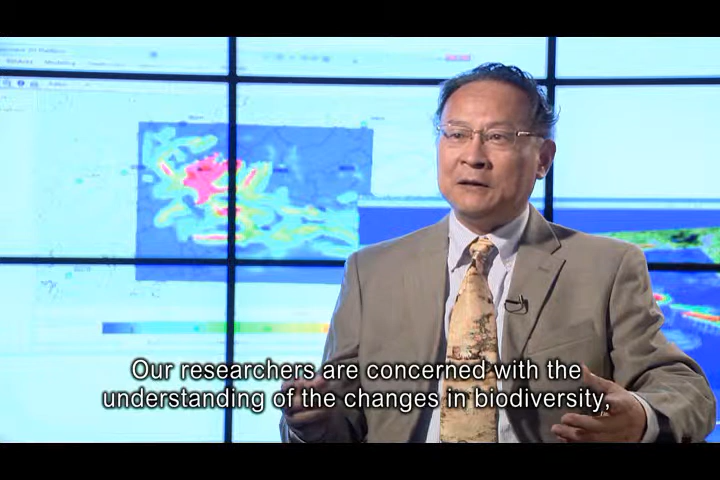 Our researchers are concerned with the
understanding of the changes in biodiversity,